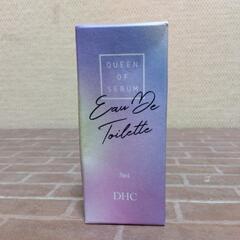 QUEEN
OF
SERUM
Eau De
Toilette
DHC